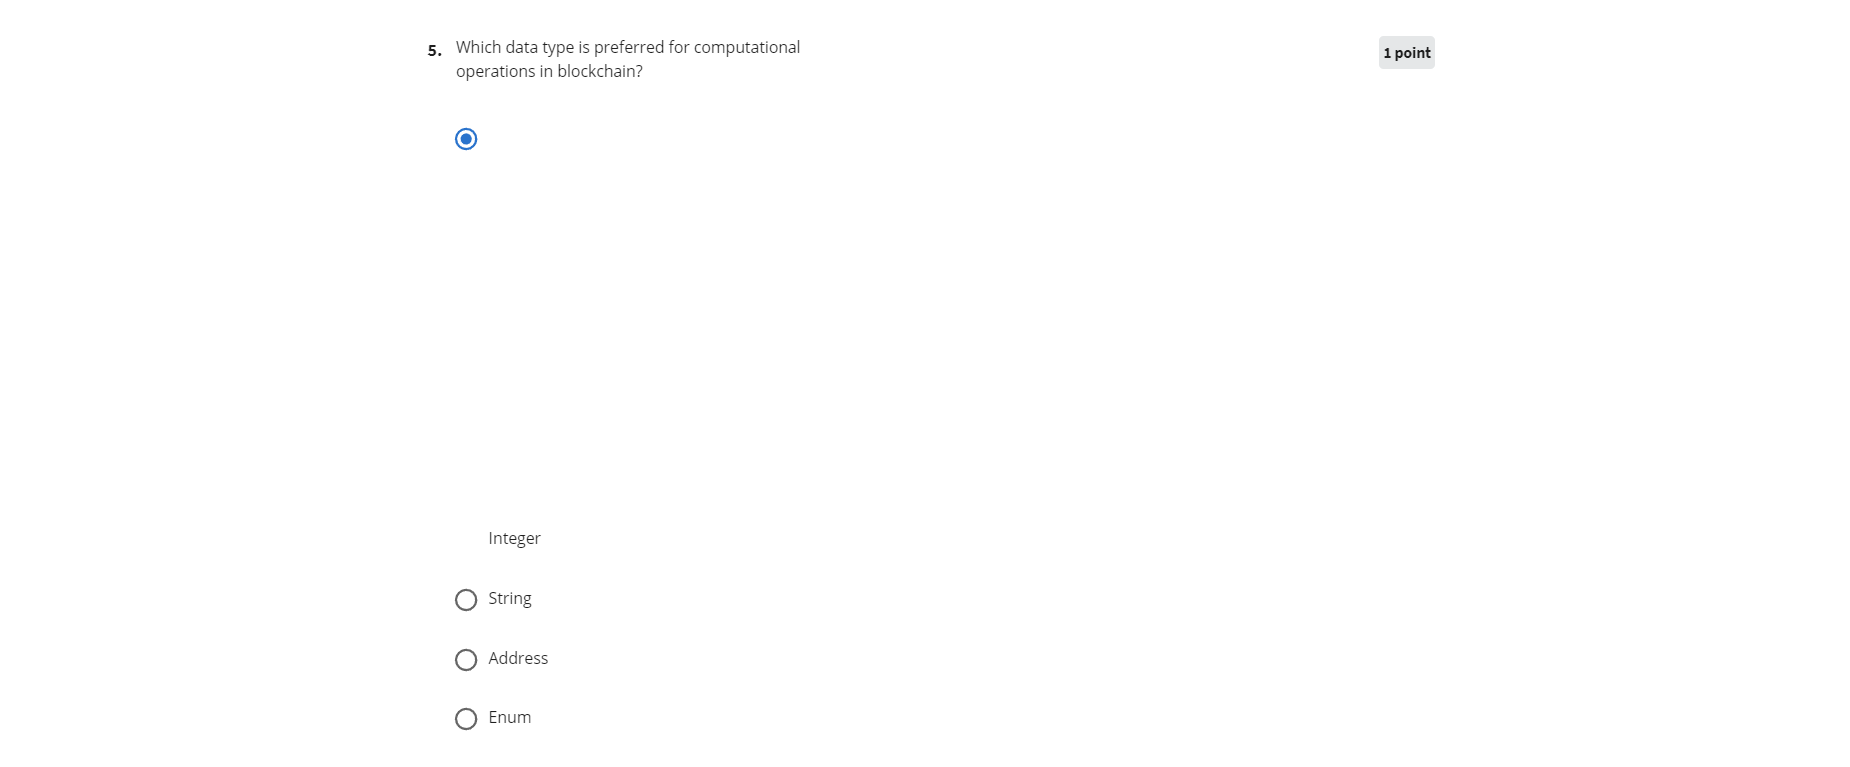 5. Which data type is preferred for computational
operations in blockchain?
1 point
Integer
String
Address
Enum